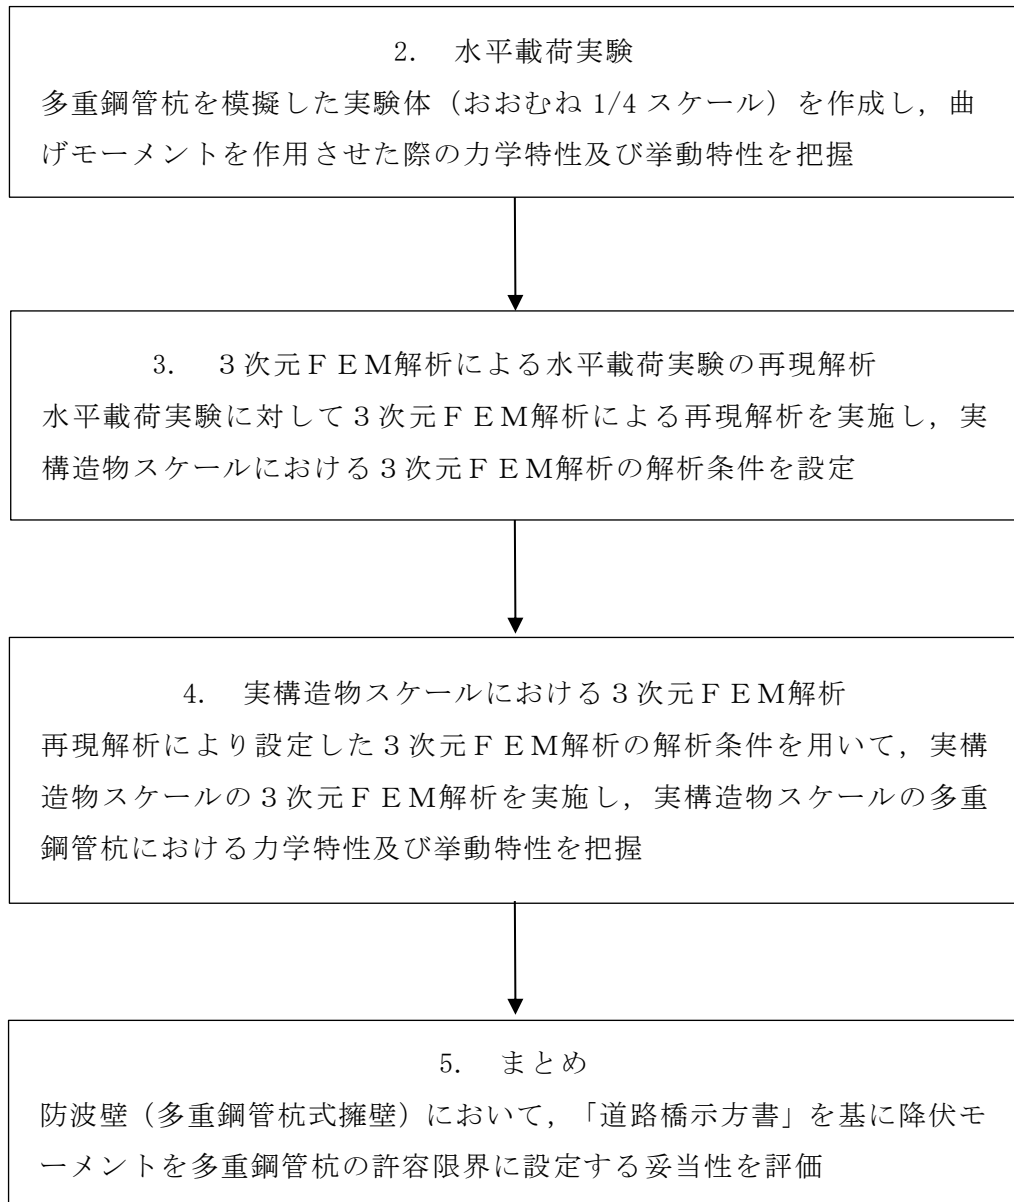 2.　水平載荷実験
多重鋼管杭を模擬した実験体（おおむね 1/4 スケール）を作成し，曲
げモーメントを作用させた際の力学特性及び挙動特性を把握
3.　３次元ＦＥＭ解析による水平載荷実験の再現解析
水平載荷実験に対して３次元ＦＥＭ解析による再現解析を実施し，実
構造物スケールにおける３次元ＦＥＭ解析の解析条件を設定
4.　実構造物スケールにおける３次元ＦＥＭ解析
再現解析により設定した３次元ＦＥＭ解析の解析条件を用いて，実構
造物スケールの３次元ＦＥＭ解析を実施し，実構造物スケールの多重
鋼管杭における力学特性及び挙動特性を把握
5.　まとめ
防波壁（多重鋼管杭式擁壁）において，「道路橋示方書」を基に降伏モ
ーメントを多重鋼管杭の許容限界に設定する妥当性を評価